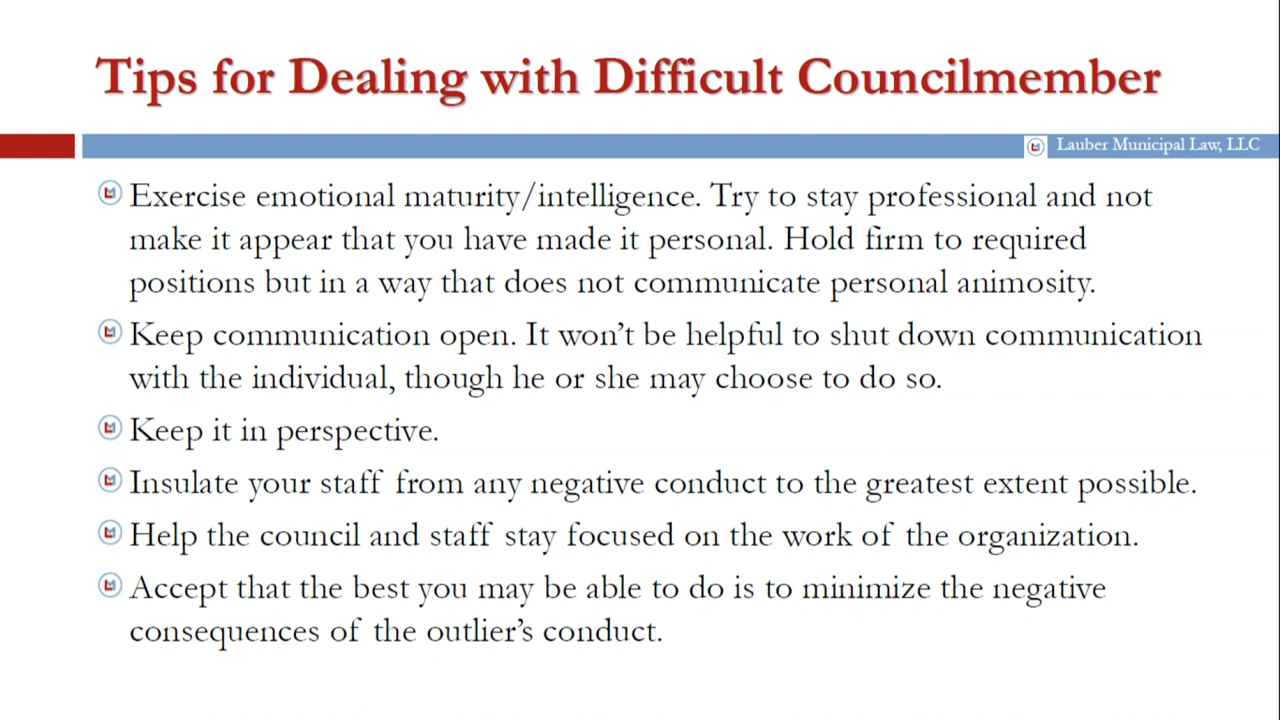 Tips for Dealing with Difficult Councilmember
Lauber Municipal Law, LLC
Exercise emotional maturity/intelligence. Try to stay professional and not
make it appear that you have made it personal. Hold firm to required
positions but in a way that does not communicate personal animosity.
Keep communication open. It won’t be helpful to shut down communication
with the individual, though he or she may choose to do so.
Keep it in perspective.
Insulate your staff from any negative conduct to the greatest extent possible.
Help the council and staff stay focused on the work of the organization.
Accept that the best you may be able to do is to minimize the negative
consequences of the outlier’s conduct.